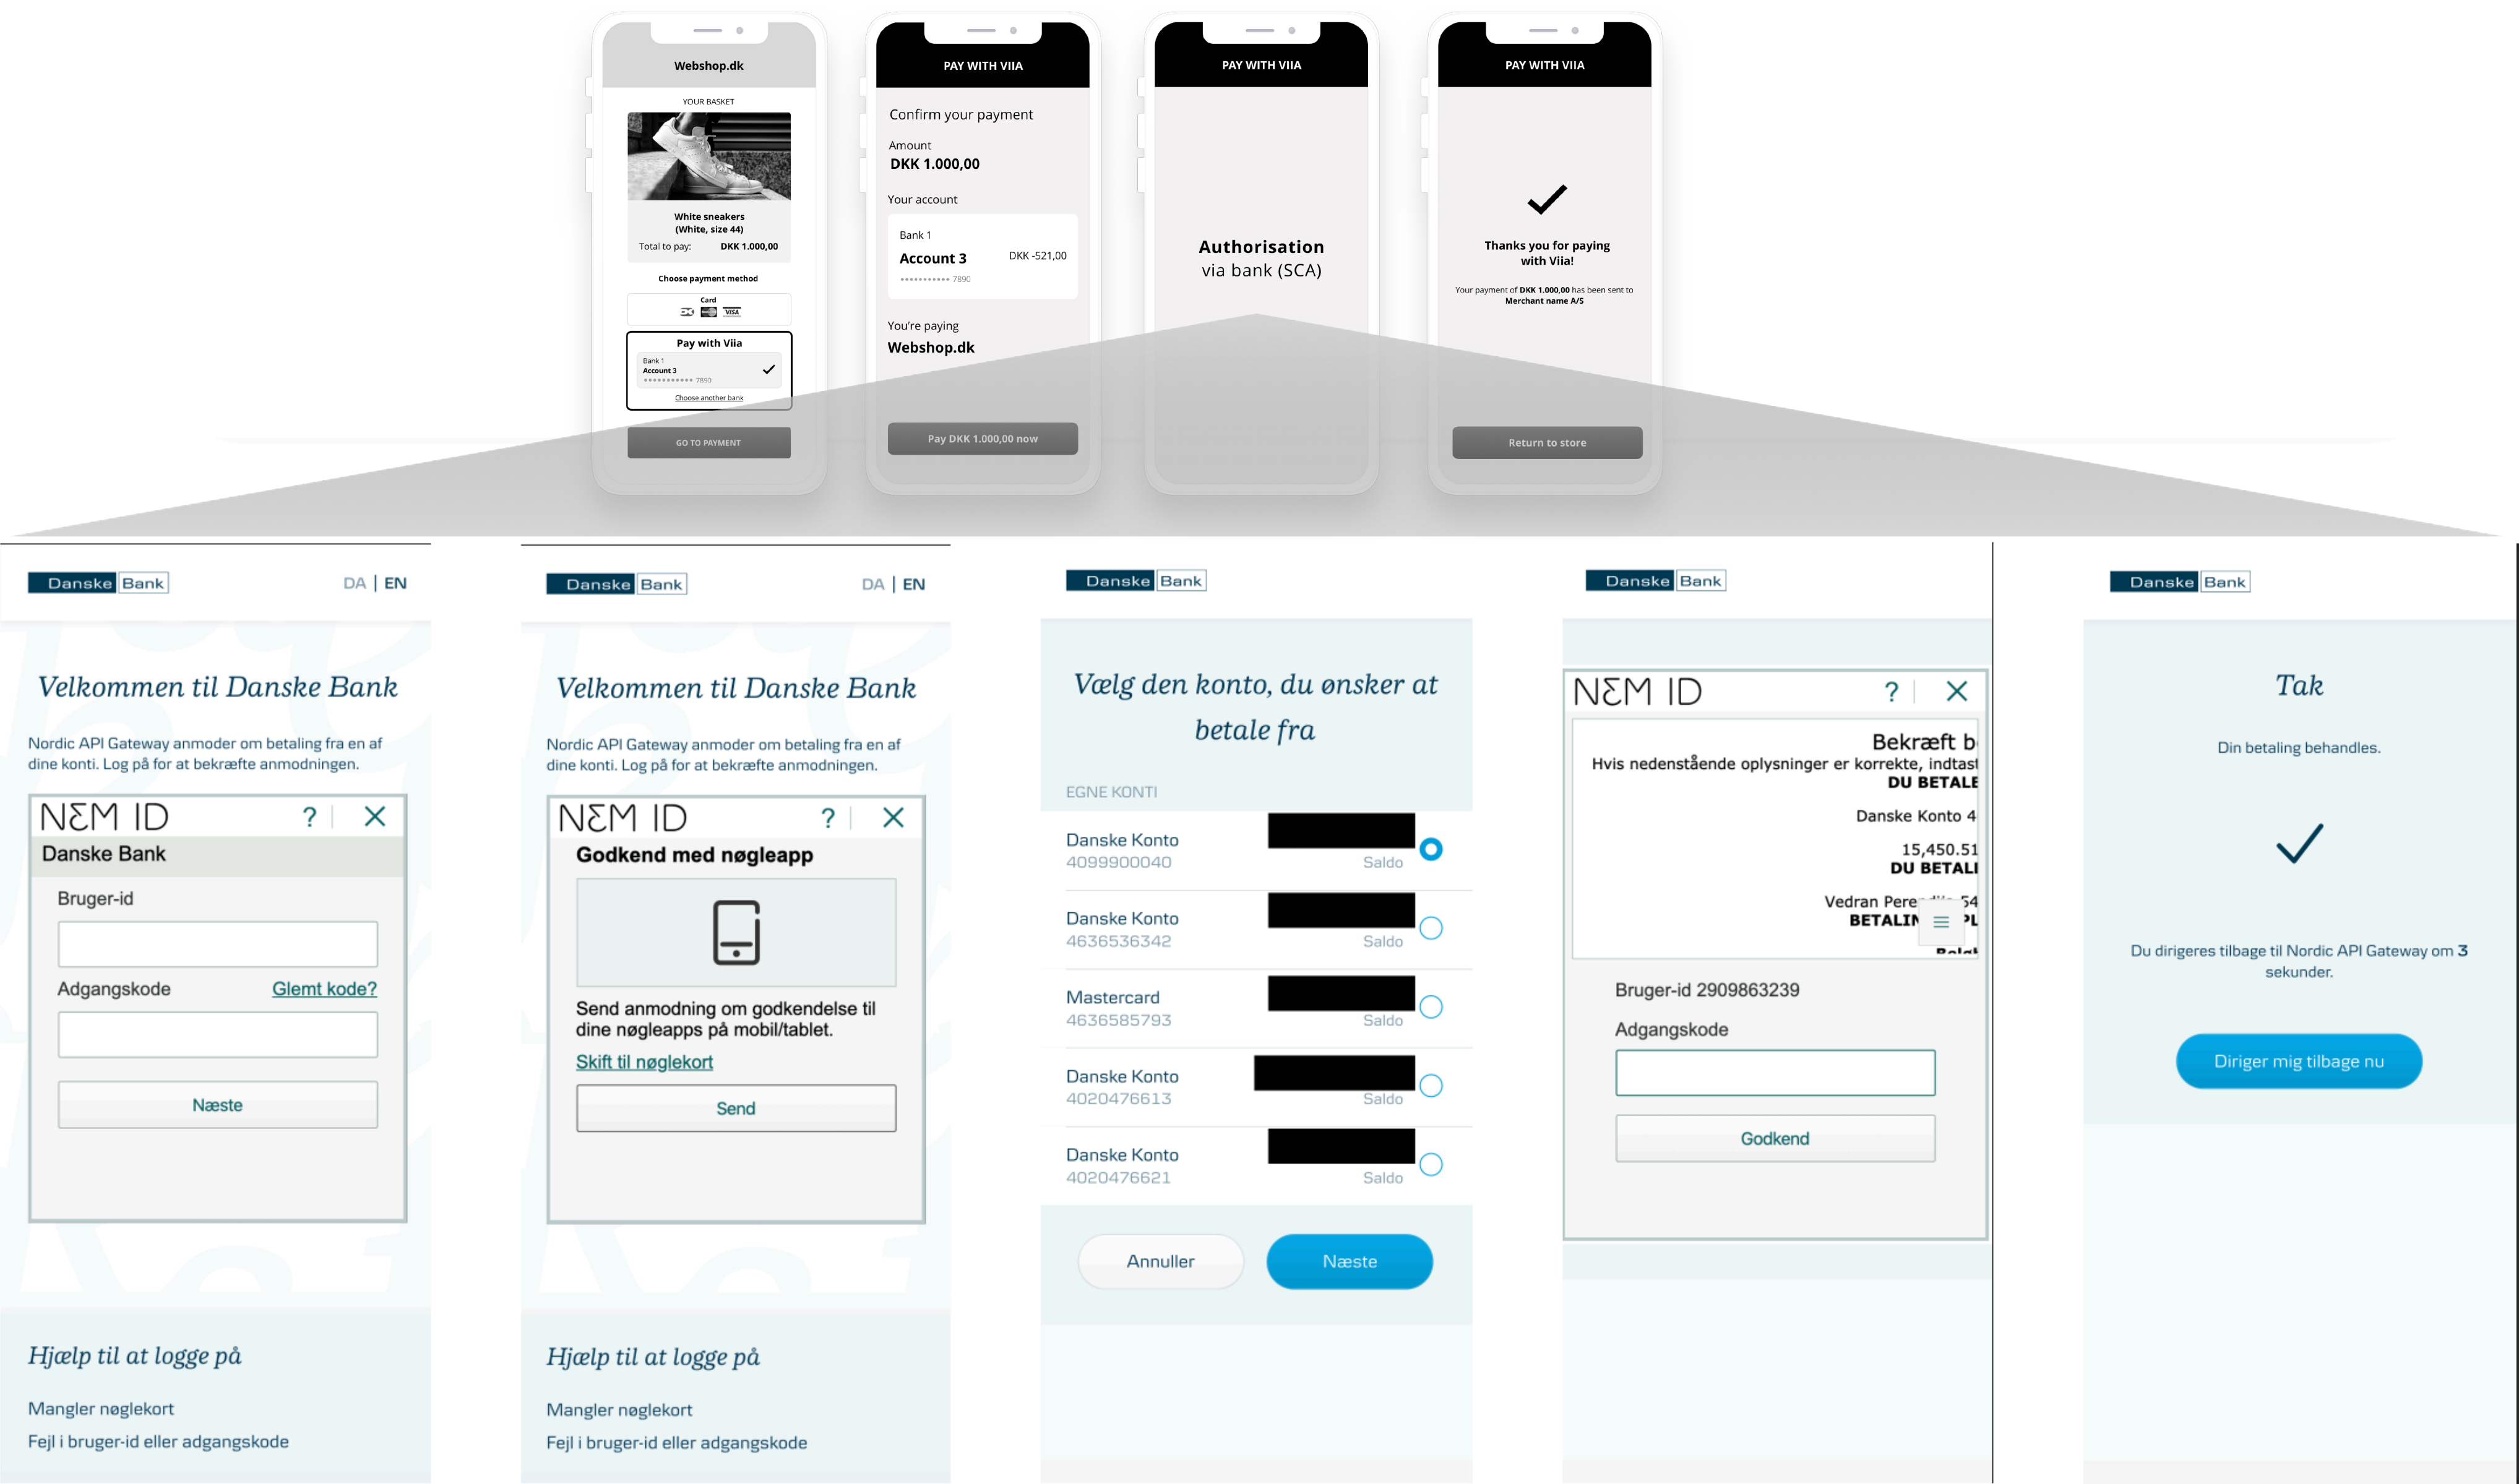 Webshop.dk
YOUR BASKET
White sneakers
(White, size 44)
Total to pay: DKK 1.000,00
Choose payment method
Card
VISA
Pay with Viia
Bank 1
Account 3
•••••••••••• 7890
Choose another bank
GO TO PAYMENT
PAY WITH VIIA
Confirm your payment
Amount
DKK 1.000,00
Your account
Bank 1
Account 3 DKK -521,00
•••••••••••• 7890
You're paying
Webshop.dk
Pay DKK 1.000,00 now
PAY WITH VIIA
Authorisation
via bank (SCA)
PAY WITH VIIA
Thanks you for paying
with Viia!
Your payment of DKK 1.000,00 has been sent to
Merchant name A/S
Return to store
Danske Bank DA | EN
Velkommen til Danske Bank
Nordic API Gateway anmoder om betaling fra en af
dine konti. Log på for at bekræfte anmodningen.
NEM ID ?
Danske Bank
Bruger-id
Adgangskode Glemt kode?
Næste
Hjælp til at logge på
Mangler nøglekort
Fejl i bruger-id eller adgangskode
Danske Bank DA | EN
Velkommen til Danske Bank
Nordic API Gateway anmoder om betaling fra en af
dine konti. Log på for at bekræfte anmodningen.
NEM ID ?
Godkend med nøgleapp
Send anmodning om godkendelse til
dine nøgleapps på mobil/tablet.
Skift til nøglekort
Send
Hjælp til at logge på
Mangler nøglekort
Fejl i bruger-id eller adgangskode
Danske Bank
Vælg den konto, du ønsker at
betale fra
EGNE KONTI
Danske Konto
4099900040 Saldo
Danske Konto
4636536342 Saldo
Mastercard
4636585793 Saldo
Danske Konto
4020476613 Saldo
Danske Konto
4020476621 Saldo
Annuller Næste
Danske Bank
NEM ID ?
Bekræft b
Hvis nedenstående oplysninger er korrekte, indtast
DU BETALE
Danske Konto 4
15,450.51
DU BETALE
Vedran 54
BETALIN
Bruger-id 2909863239
Adgangskode
Godkend
Danske Bank
Tak
Din betaling behandles.
Du dirigeres tilbage til Nordic API Gateway om 3
sekunder.
Diriger mig tilbage nu